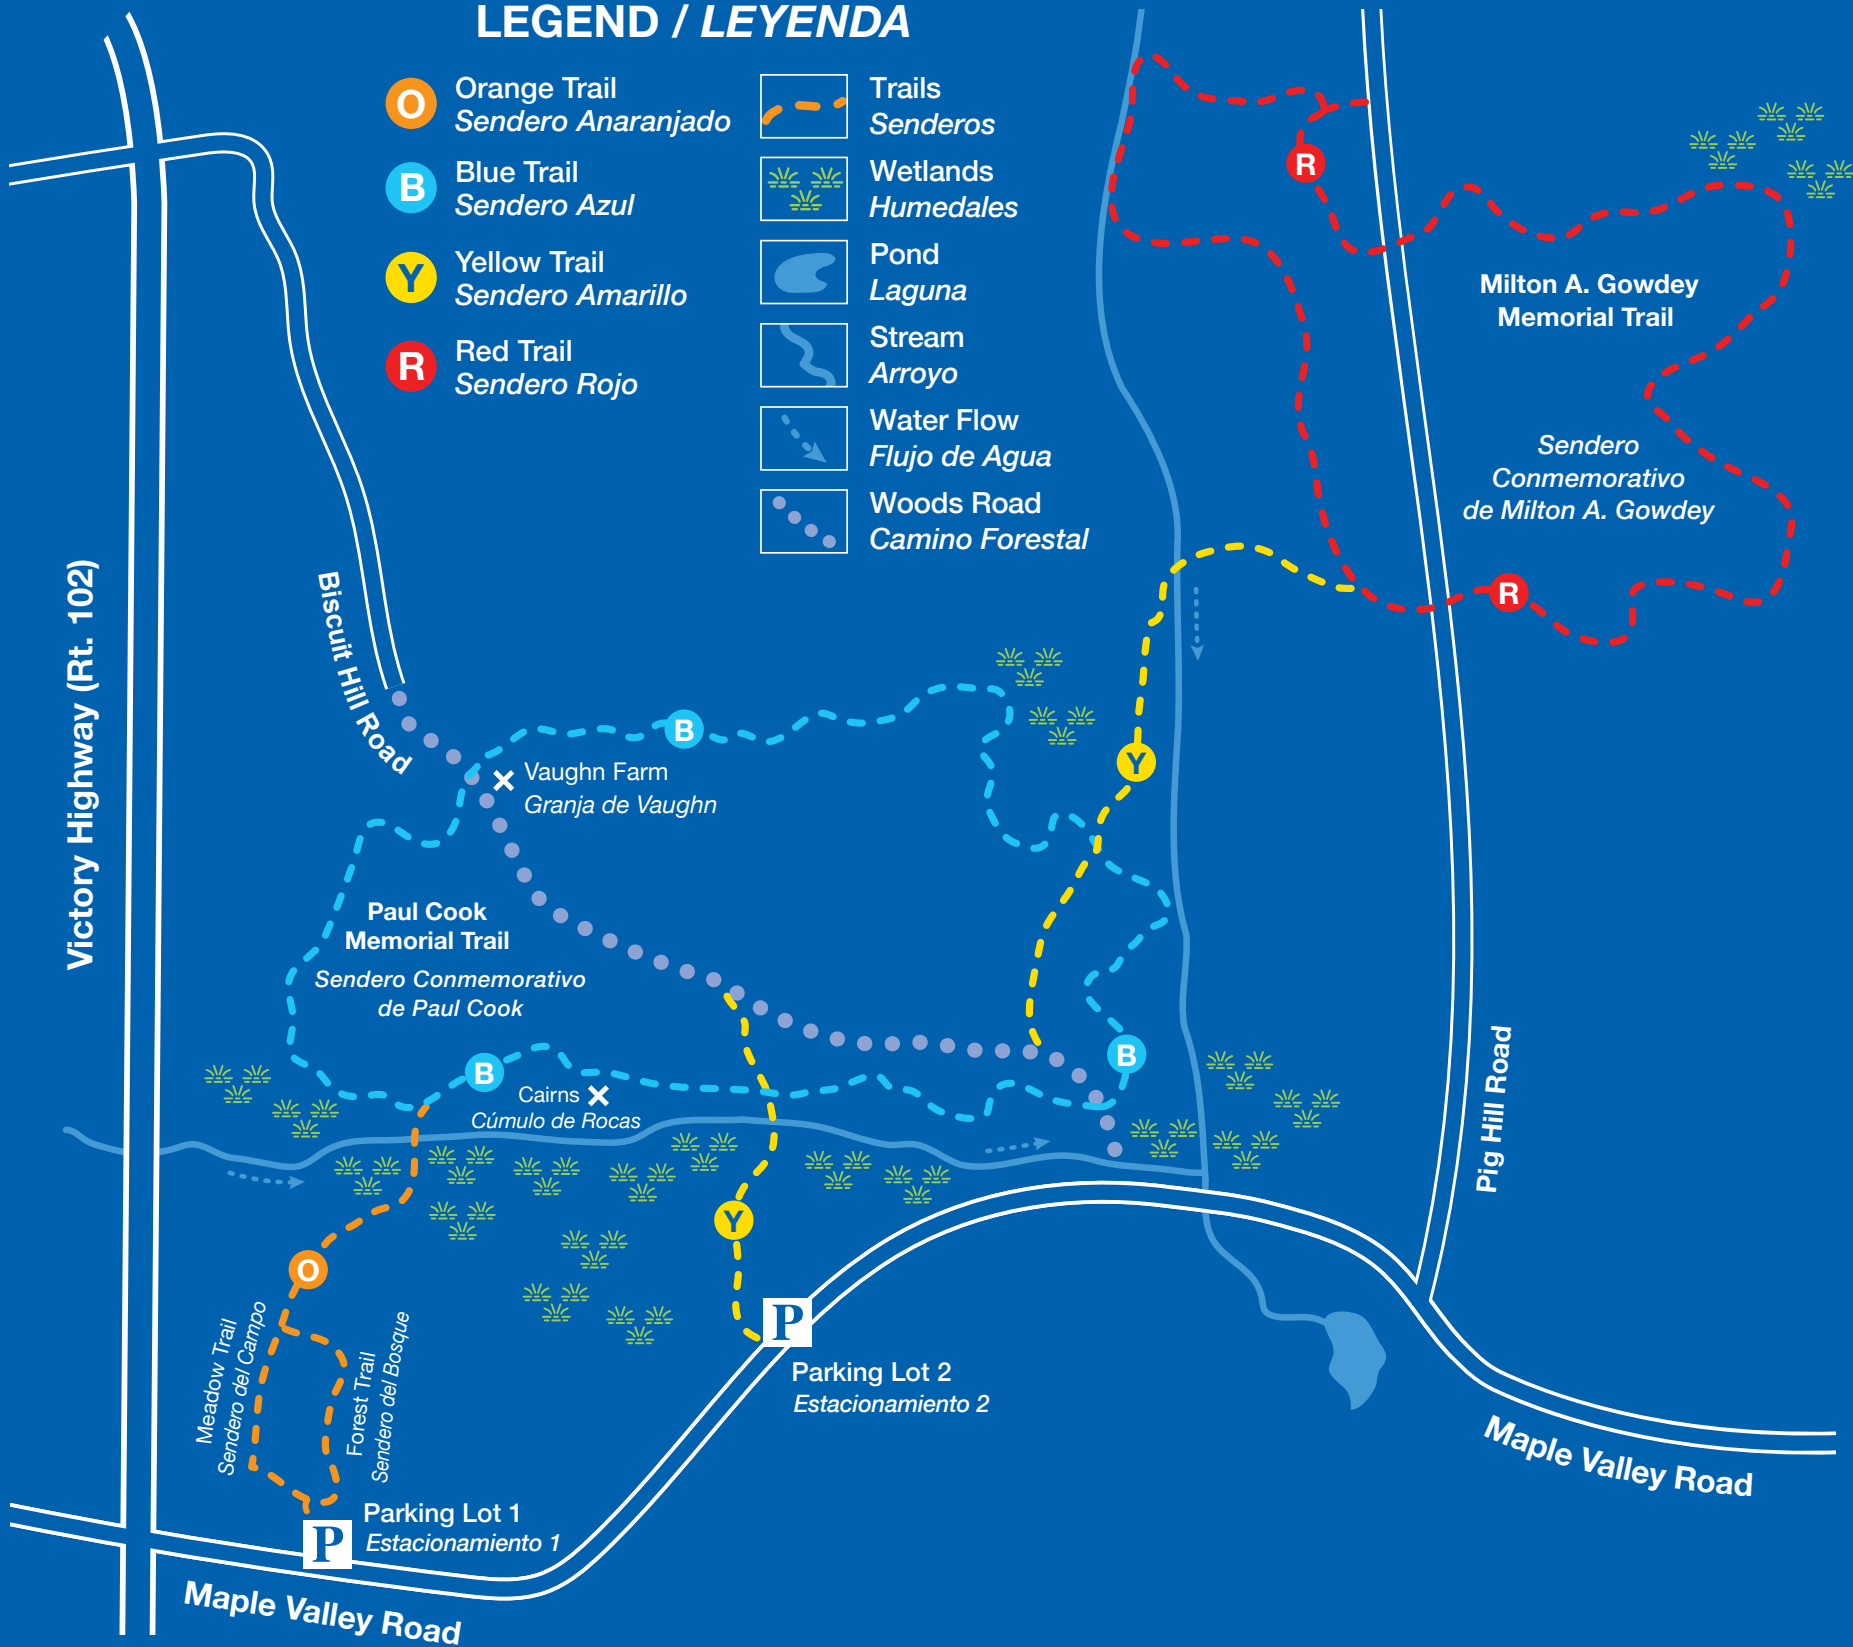 LEGEND / LEYENDA
O
Orange Trail
Sendero Anaranjado
B
Blue Trail
Sendero Azul
Y
Yellow Trail
Sendero Amarillo
R
Red Trail
Sendero Rojo
Trails
Senderos
Wetlands
Humedales
Pond
Laguna
Stream
Arroyo
Water Flow
Flujo de Agua
Woods Road
Camino Forestal
R
Milton A. Gowdey
Memorial Trail
Sendero
Conmemorativo
de Milton A. Gowdey
R
Victory Highway (Rt. 102)
Biscuit Hill Road
B
Vaughn Farm
Granja de Vaughn
Y
Paul Cook
Memorial Trail
Sendero Conmemorativo
de Paul Cook
B
B
Cairns
Cúmulo de Rocas
Pig Hill Road
Y
O
Meadow Trail
Sendero del Campo
Forest Trail
Sendero del Bosque
P
Parking Lot 2
Estacionamiento 2
Maple Valley Road
Parking Lot 1
Estacionamiento 1
P
Maple Valley Road